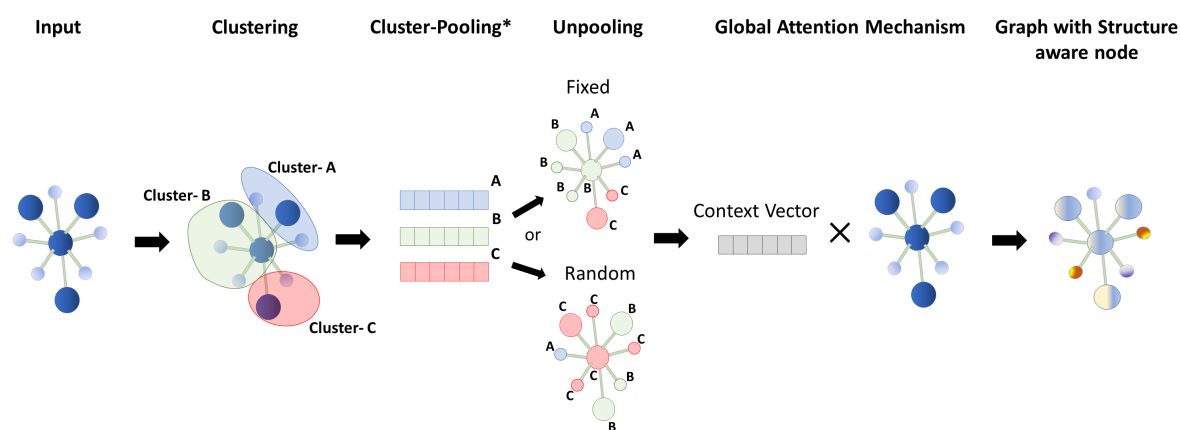 Input
Clustering
Cluster-Pooling*
Unpooling
Global Attention Mechanism
Graph with Structure
aware node
Cluster- A
Cluster- B
Cluster- C
A
B
C
or
Fixed
B
A
A
B
A
B
B
C
C
Random
C
C
B
A
C
C
B
C
B
Context Vector
×